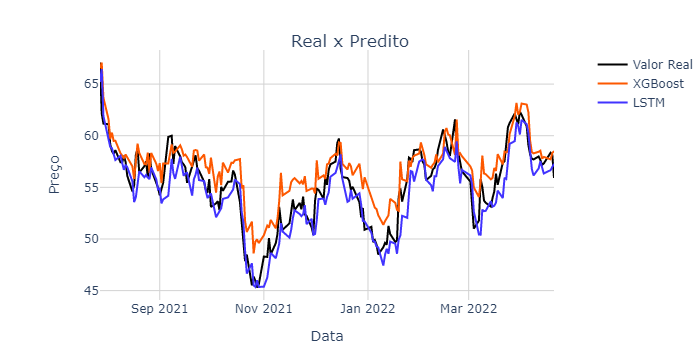 Real x Predito
Valor Real
XGBoost
LSTM
Preço
65
60
55
50
45
Sep 2021
Nov 2021
Jan 2022
Mar 2022
Data